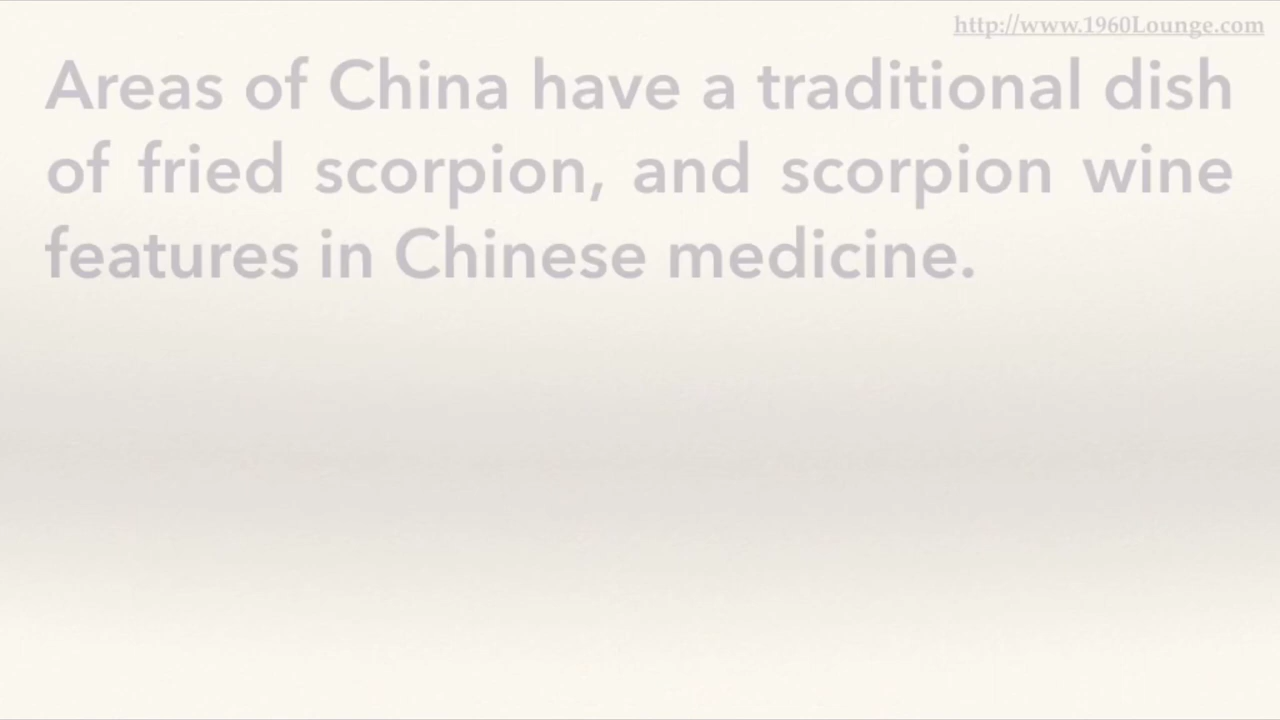 http://www.1960Lounge.com
Areas of China have a traditional dish
of fried scorpion, and scorpion wine
features in Chinese medicine.